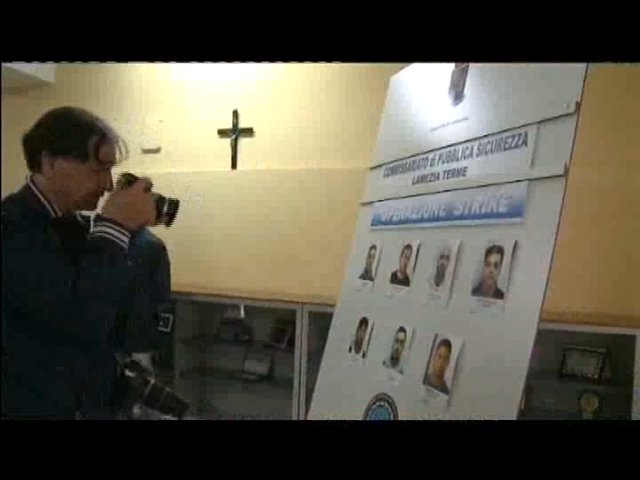 COMMISSARIATO di PUBBLICA SICUREZZA
LAMEZIA TERME
OPERAZIONE STRIKE